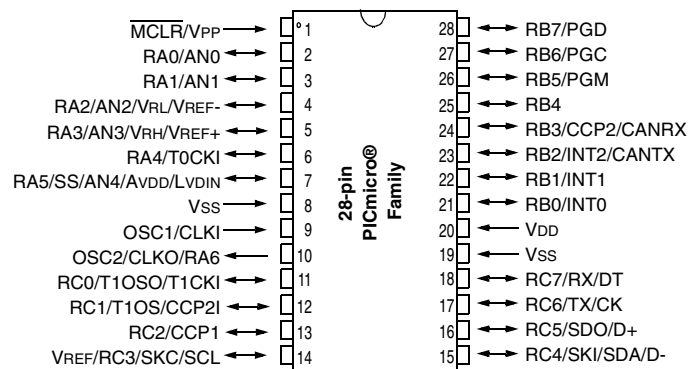 MCLR/VPP 1
RA0/AN0 2
RA1/AN1 3
RA2/AN2/VRL/VREF- 4
RA3/AN3/VRH/VREF+ 5
RA4/T0CKI 6
RA5/SS/AN4/AVDD/LVDIN 7
VSS 8
OSC1/CLKI 9
OSC2/CLKO/RA6 10
RC0/T1OSO/T1CKI 11
RC1/T1OS/CCP2I 12
RC2/CCP1 13
VREF/RC3/SKC/SCL 14
28-pin
PICmicro®
Family
28 RB7/PGD
27 RB6/PGC
26 RB5/PGM
25 RB4
24 RB3/CCP2/CANRX
23 RB2/INT2/CANTX
22 RB1/INT1
21 RB0/INT0
20 VDD
19 VSS
18 RC7/RX/DT
17 RC6/TX/CK
16 RC5/SDO/D+
15 RC4/SKI/SDA/D-